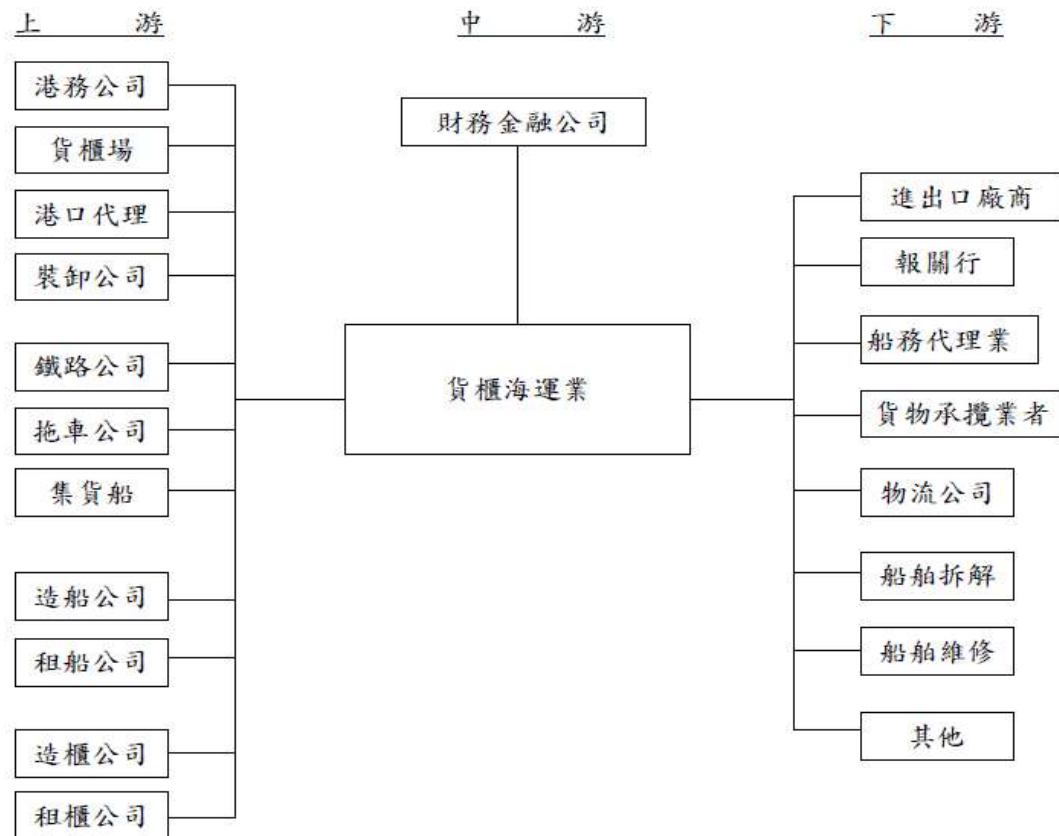 上游
中游
下游
港務公司
貨櫃場
港口代理
裝卸公司
鐵路公司
拖車公司
集貨船
造船公司
租船公司
造櫃公司
租櫃公司
財務金融公司
貨櫃海運業
進出口廠商
報關行
船務代理業
貨物承攬業者
物流公司
船舶拆解
船舶維修
其他